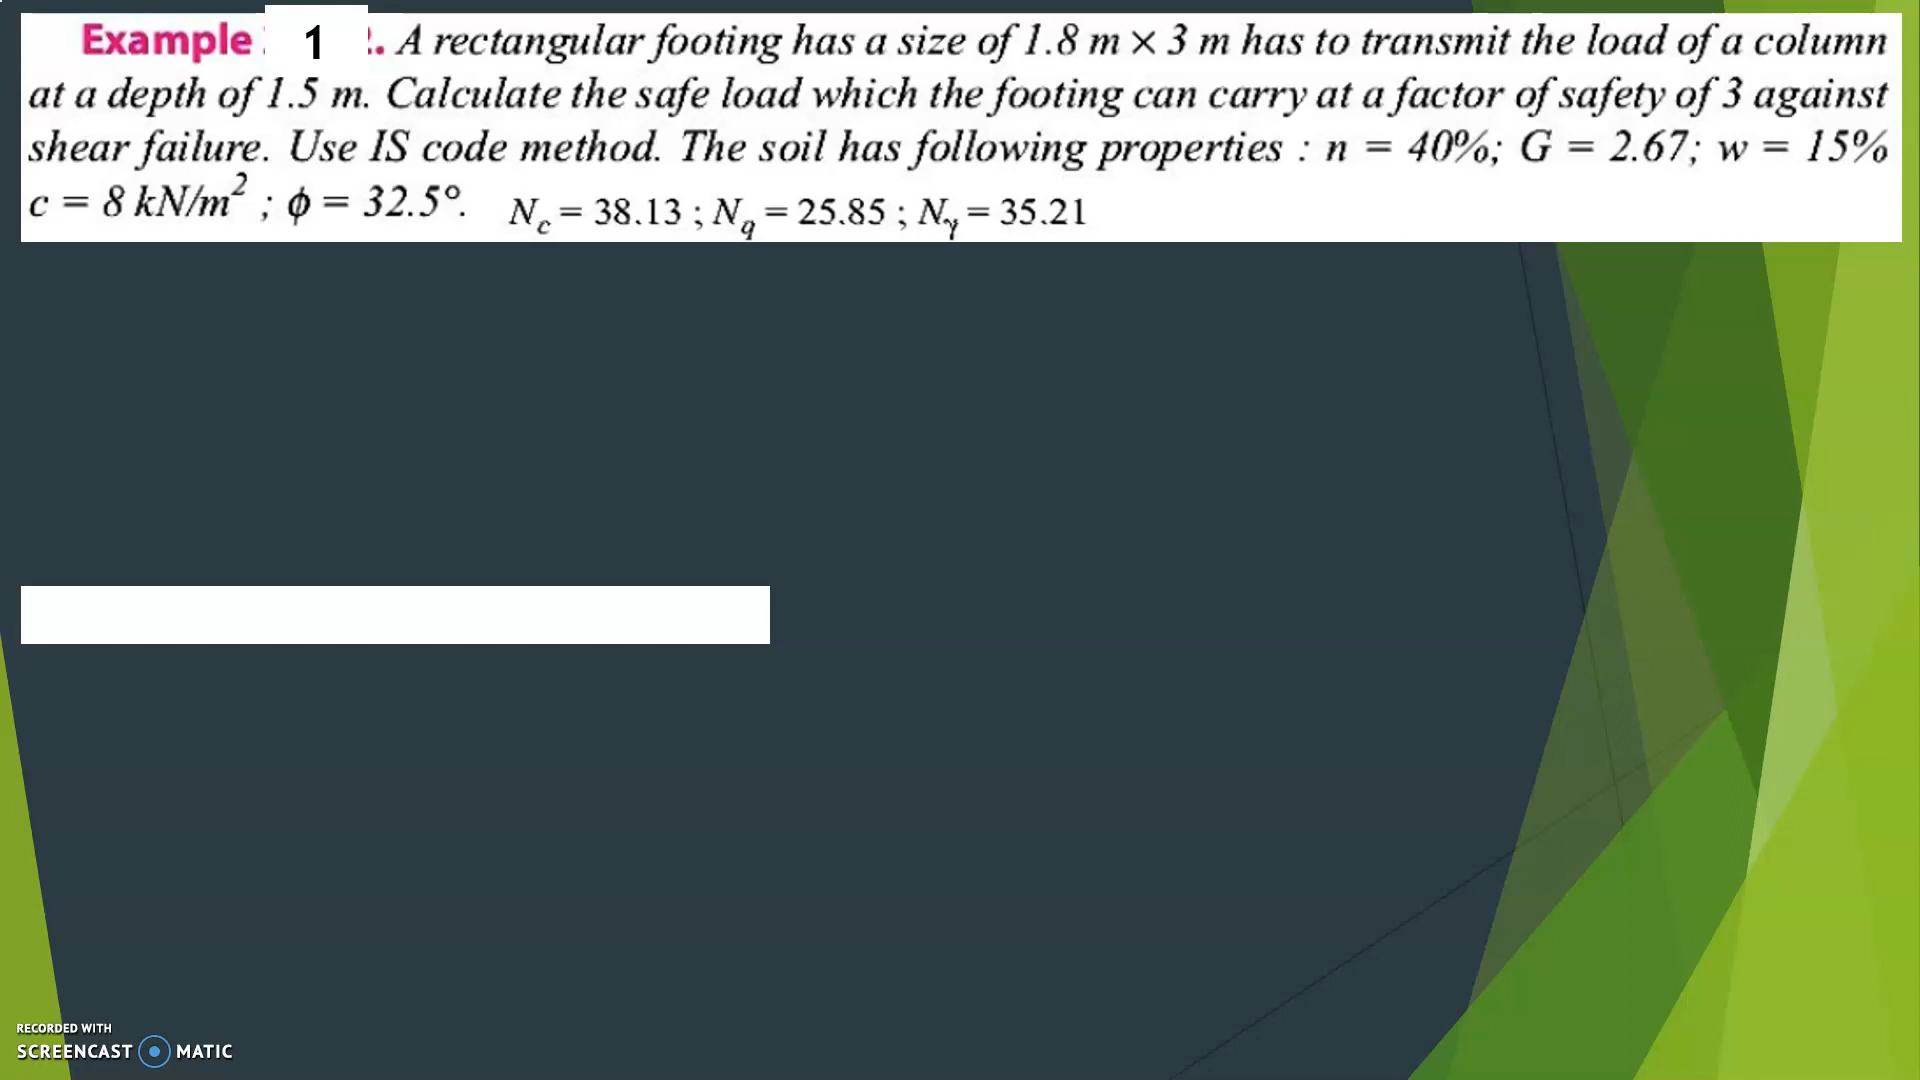 Example 1. A rectangular footing has a size of 1.8 m × 3 m has to transmit the load of a column
at a depth of 1.5 m. Calculate the safe load which the footing can carry at a factor of safety of 3 against
shear failure. Use IS code method. The soil has following properties : n = 40%; G = 2.67; w = 15%
c = 8 kN/m² ; ϕ = 32.5°. N_c = 38.13 ; N_q = 25.85 ; N_γ = 35.21
RECORDED WITH
SCREENCAST MATIC